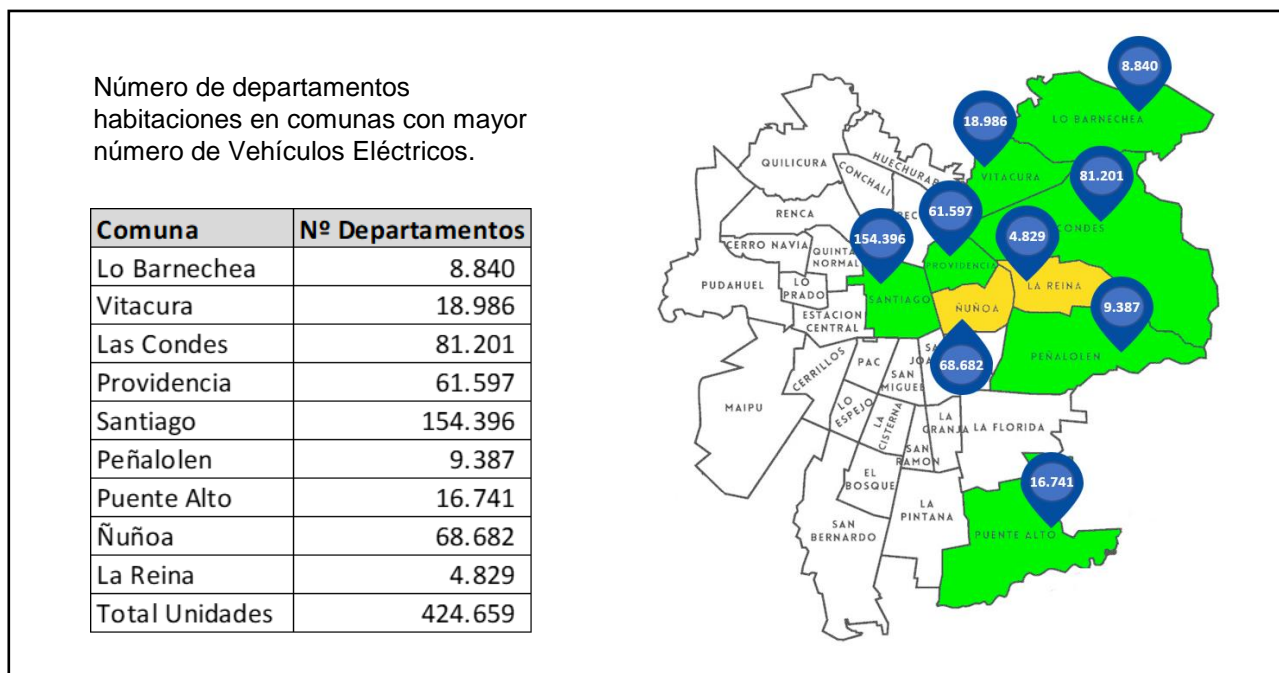 Número de departamentos
habitaciones en comunas con mayor
número de Vehículos Eléctricos.
Comuna Nº Departamentos
Lo Barnechea 8.840
Vitacura 18.986
Las Condes 81.201
Providencia 61.597
Santiago 154.396
Peñalolen 9.387
Puente Alto 16.741
Ñuñoa 68.682
La Reina 4.829
Total Unidades 424.659
8.840
LO BARNECHEA
18.986
QUILICURA
HUECHURAB
CONCHALI
VITACURA
81.201
RENCA
61.597
154.396
4.829
CONDES
CERRO NAVIA
QUINTA
NORMAL
PROVIDENCIA
PUDAHUEL
LO
PRADO
SANTIAGO
LA REINA
ÑUÑOA
9.387
ESTACION
CENTRAL
PEÑALOLEN
CERRILLOS
PAC
SAN
MIGUEL
68.682
MAIPU
LO
ESPEJO
LA
CISTERNA
LA
GRANJA
LA FLORIDA
SAN
RAMON
EL
BOSQUE
16.741
LA
PINTANA
SAN
BERNARDO
PUENTE ALTO